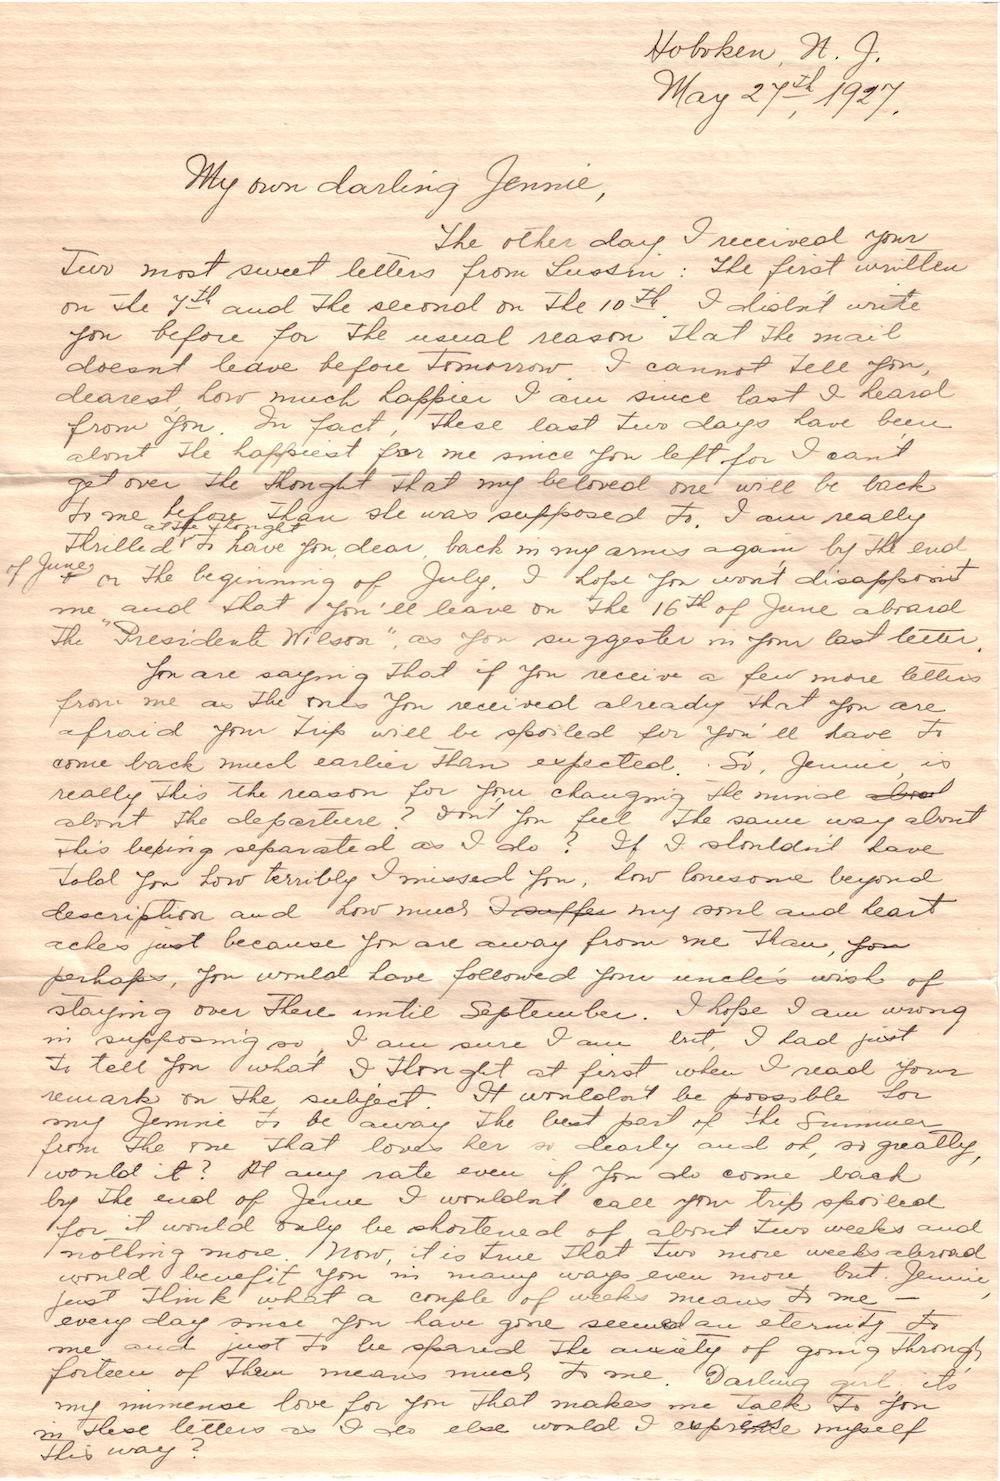 Hoboken, N. J.
May 27th, 1927.
My own darling Jennie,
The other day I received your
two most sweet letters from Lussin: The first written
on the 7th and the second on the 10th. I didn't write
you before for the usual reason that the mail
doesnt leave before tomorrow. I cannot tell you,
dearest how much happier I am since last I heard
from you. In fact, these last two days have been
about the happiest for me since you left for I can't
get over the thought that my beloved one will be back
to me before than she was supposed to. I am really
at the thought
thrilled to have you, dear, back in my arms again by the end
of June
or the beginning of July. I hope you won't disappoint
me and that you'll leave on the 16th of June aboard
the "Presidente Wilson", as you suggester in your last letter.
You are saying that if you receive a few more letters
from me as the ones you received already that you are
afraid your trip will be spoiled for you'll have to
come back much earlier than expected. So, Jennie, is
really this the reason for your changing the mind about
about the departure? Don't you feel the same way about
this being separated as I do? If I shouldn't have
told you how terribly I missed you, how lonesome beyond
description and how much I suffer my soul and heart
aches just because you are away from me than, you
perhaps, you would have followed your uncle's wish of
staying over there until September. I hope I am wrong
in supposing so, I am sure I am but, I had just
to tell you what I thought at first when I read your
remark on the subject. It wouldn't be possible for
my Jennie to be away the best part of the Summer
from the one that loves her so dearly and oh, so greatly,
would it? At any rate even if you do come back
by the end of June I wouldn't call your trip spoiled
for it would only be shortened of about two weeks and
nothing more. Now, it is true that two more weeks abroad
would benefit you in many ways even more but. Jennie,
just think what a couple of weeks means to me —
every day since you have gone seemed an eternity to
me and just to be spared the anxiety of going through
forteen of them means much to me. Darling girl, it's
my immense love for you that makes me talk to you
in these letters as I do else would I express myself
this way?